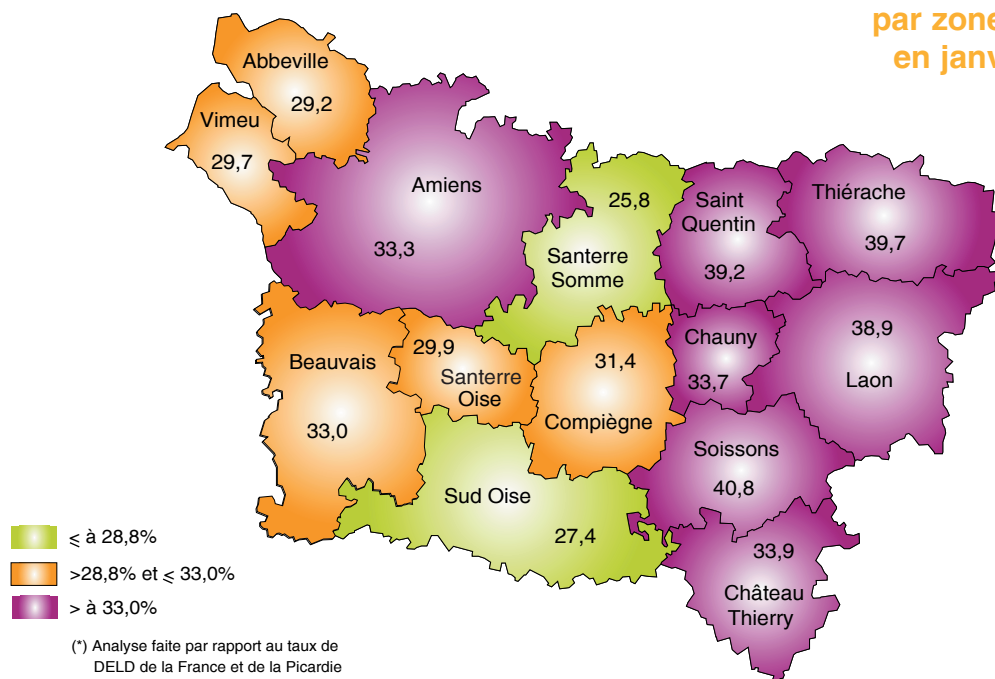 par zone
en janv
Abbeville
29,2
Vimeu
29,7
Amiens
33,3
25,8
Santerre
Somme
Saint
Quentin
39,2
Thiérache
39,7
Beauvais
33,0
29,9
Santerre
Oise
31,4
Compiègne
Chauny
33,7
38,9
Laon
Soissons
40,8
Sud Oise
27,4
33,9
Château
Thierry
⩽ à 28,8%
>28,8% et ⩽ 33,0%
> à 33,0%
(*) Analyse faite par rapport au taux de
DELD de la France et de la Picardie